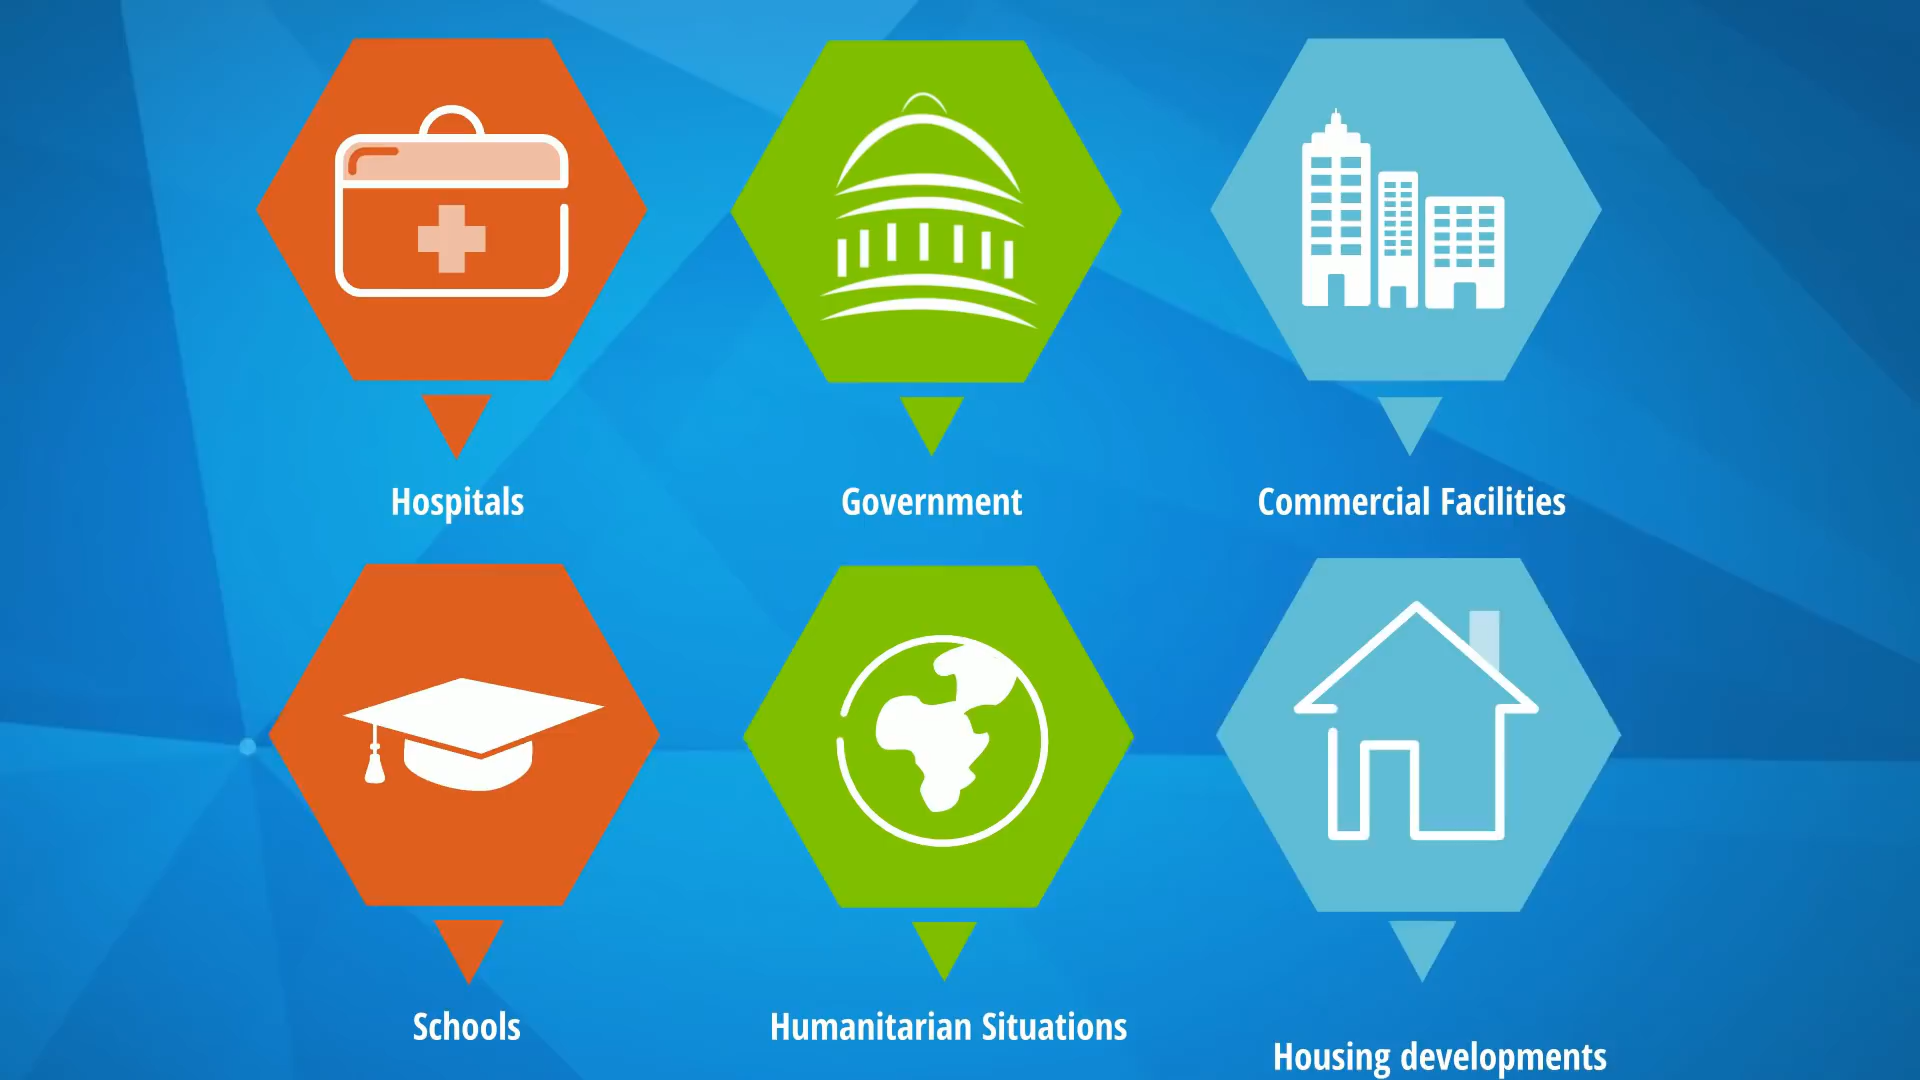 Hospitals
Government
Commercial Facilities
Schools
Humanitarian Situations
Housing developments